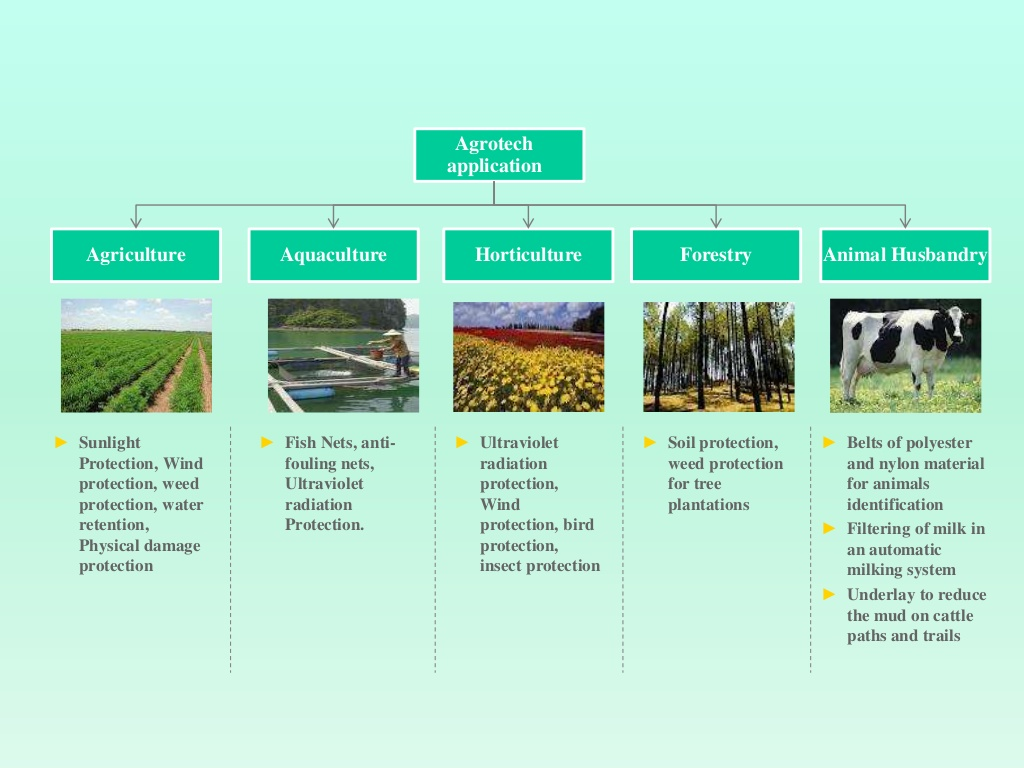 Agrotech
application
Agriculture
Aquaculture
Horticulture
Forestry
Animal Husbandry
Sunlight
Protection, Wind
protection, weed
protection, water
retention,
Physical damage
protection
Fish Nets, anti-
fouling nets,
Ultraviolet
radiation
Protection.
Ultraviolet
radiation
protection,
Wind
protection, bird
protection,
insect protection
Soil protection,
weed protection
for tree
plantations
Belts of polyester
and nylon material
for animals
identification
Filtering of milk in
an automatic
milking system
Underlay to reduce
the mud on cattle
paths and trails